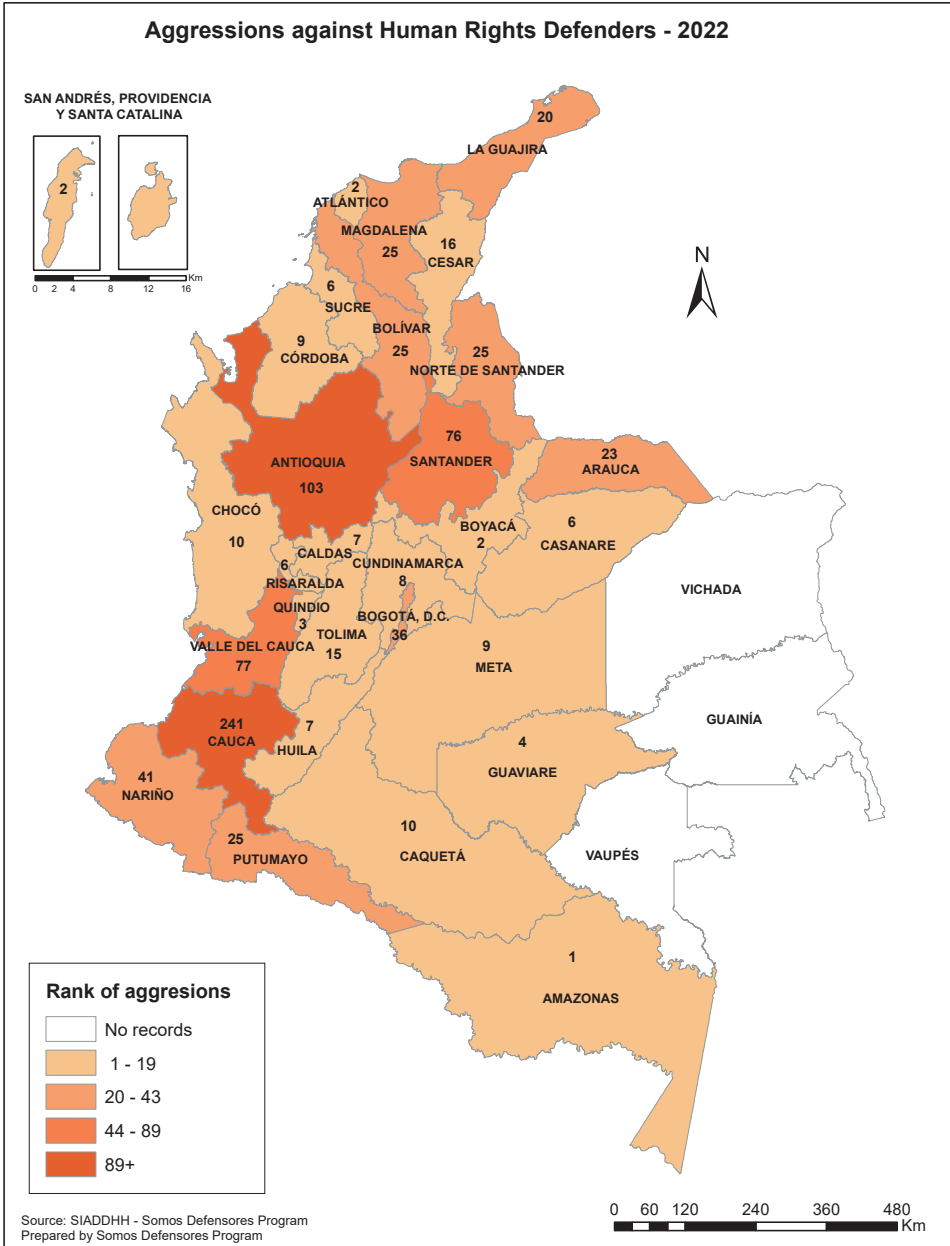 Aggressions against Human Rights Defenders - 2022
SAN ANDRÉS, PROVIDENCIA
Y SANTA CATALINA
2
Km
0 2 4 8 12 16
N
20
LA GUAJIRA
2
ATLÁNTICO
MAGDALENA
25
16
CESAR
6
SUCRE
BOLÍVAR
25
9
CÓRDOBA
25
NORTE DE SANTANDER
76
SANTANDER
23
ARAUCA
ANTIOQUIA
103
CHOCÓ
10
BOYACÁ
2
6
CASANARE
7
CALDAS
CUNDINAMARCA
8
6
RISARALDA
VICHADA
QUINDIO
3
BOGOTÁ, D.C.
36
TOLIMA
15
VALLE DEL CAUCA
77
9
META
GUAINÍA
241
CAUCA
7
HUILA
4
GUAVIARE
41
NARIÑO
25
PUTUMAYO
10
CAQUETÁ
VAUPÉS
1
AMAZONAS
Rank of aggresions
No records
1 - 19
20 - 43
44 - 89
89+
Source: SIADDHH - Somos Defensores Program
Prepared by Somos Defensores Program
0 60 120 240 360 480
Km